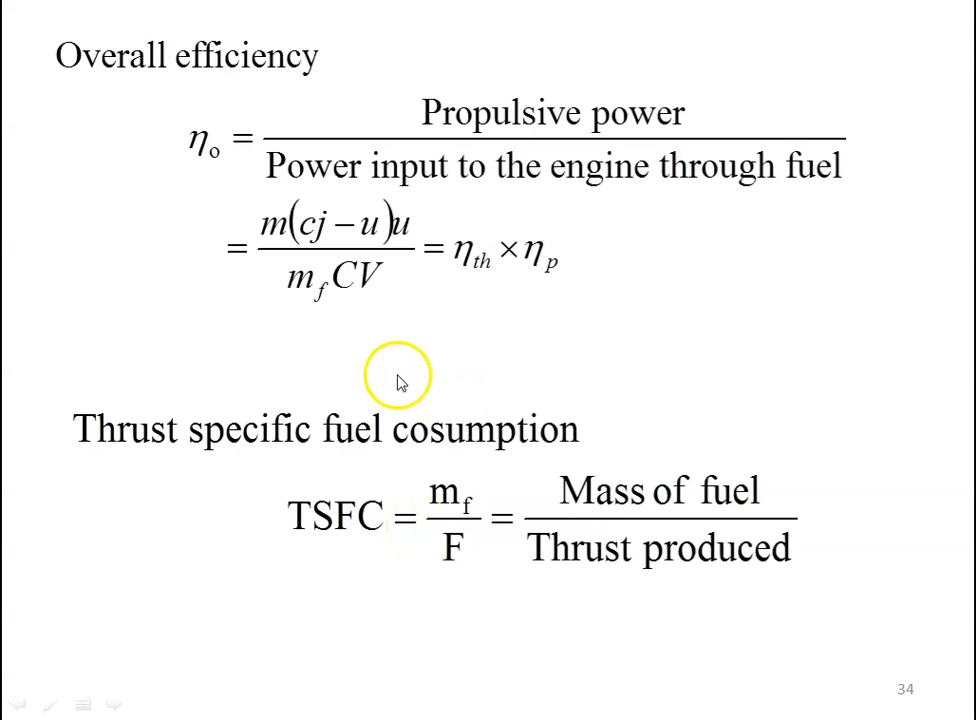 Overall efficiency
η_o = Propulsive power / Power input to the engine through fuel
= m(cj − u)u / m_f CV = η_th × η_p
Thrust specific fuel cosumption
TSFC = m_f / F = Mass of fuel / Thrust produced
34